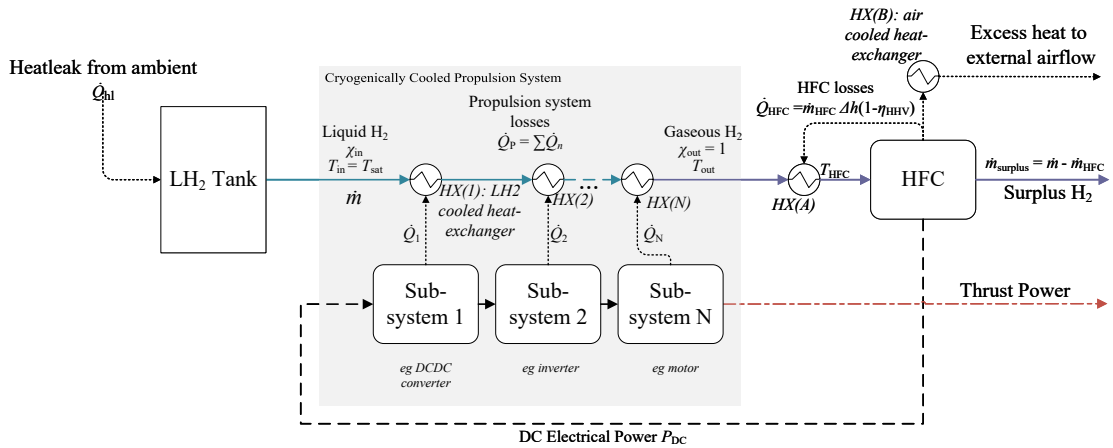 HX(B): air
cooled heat-
exchanger
Excess heat to
external airflow
Heatleak from ambient
Q̇hl
LH2 Tank
Cryogenically Cooled Propulsion System
Liquid H2
χin
Tin = Tsat
ṁ
Propulsion system
losses
Q̇P = ∑Q̇n
Gaseous H2
χout = 1
Tout
HFC losses
Q̇HFC =ṁHFC Δh(1-ηHHV)
HX(1): LH2
cooled heat-
exchanger
HX(2)
...
HX(N)
HX(A)
THFC
HFC
ṁsurplus = ṁ - ṁHFC
Surplus H2
Q̇1
Q̇2
Q̇N
Sub-
system 1
Sub-
system 2
Sub-
system N
Thrust Power
eg DCDC
converter
eg inverter
eg motor
DC Electrical Power PDC